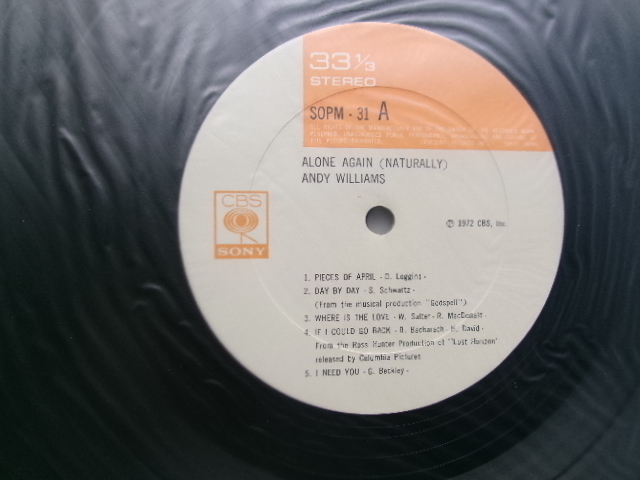 33 1/3
STEREO
SOPM - 31 A
ALONE AGAIN (NATURALLY)
ANDY WILLIAMS
CBS
SONY
℗ 1972 CBS, Inc.
1. PIECES OF APRIL - D. Loggins -
2. DAY BY DAY - S. Schwartz -
(From the musical production "Godspell")
3. WHERE IS THE LOVE - W. Salter - R. MacDonald -
4. IF I COULD GO BACK - B. Bacharach - H. David -
From the Ross Hunter Production of "Lost Horizon"
released by Columbia Pictures
5. I NEED YOU - G. Beckley -